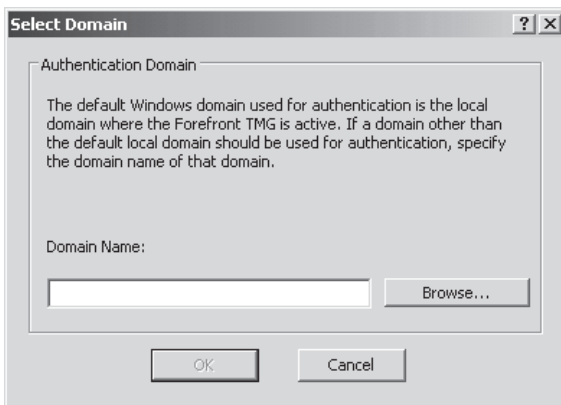 Select Domain
?
Authentication Domain
The default Windows domain used for authentication is the local
domain where the Forefront TMG is active. If a domain other than
the default local domain should be used for authentication, specify
the domain name of that domain.
Domain Name:
Browse...
OK
Cancel